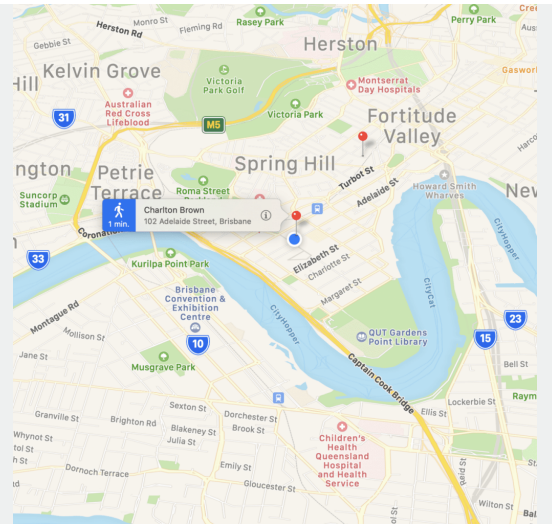 Monro St
Rasey Park
Perry Park
Herston Rd
Fleming Rd
Gebbie St
Herston
Kelvin Grove
Victoria
Park Golf
Montserrat
Day Hospitals
Australian
Red Cross
Lifeblood
31
M5
Victoria Park
Fortitude
Valley
Petrie
Terrace
Spring Hill
Turbot St
Adelaide St
Suncorp
Stadium
Roma Street
Howard Smith
Wharves
1 min.
Charlton Brown
102 Adelaide Street, Brisbane
33
Kurilpa Point Park
Elizabeth St
Charlotte St
Margaret St
CityHopper
CityCat
Brisbane
Convention &
Exhibition
Centre
CityHopper
Montague Rd
Mollison St
10
QUT Gardens
Point Library
23
15
Jane St
Musgrave Park
Captain Cook Bridge
Bell St
Lockerbie St
Ellis St
Sexton St
Dorchester St
Granville St
Brighton Rd
Blakeney St
Brook St
Julia St
Children's
Health
Queensland
Hospital
and Health
Service
Emily St
Dornoch Terrace
Gloucester St
Reid St
Wilton St